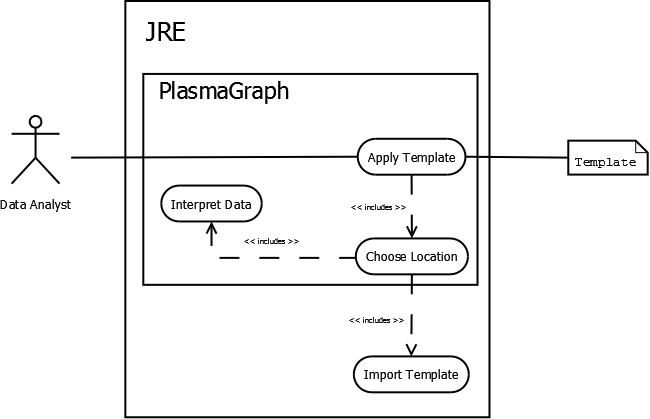 JRE
PlasmaGraph
Apply Template
Template
Data Analyst
Interpret Data
<< includes >>
<< includes >>
Choose Location
<< includes >>
Import Template